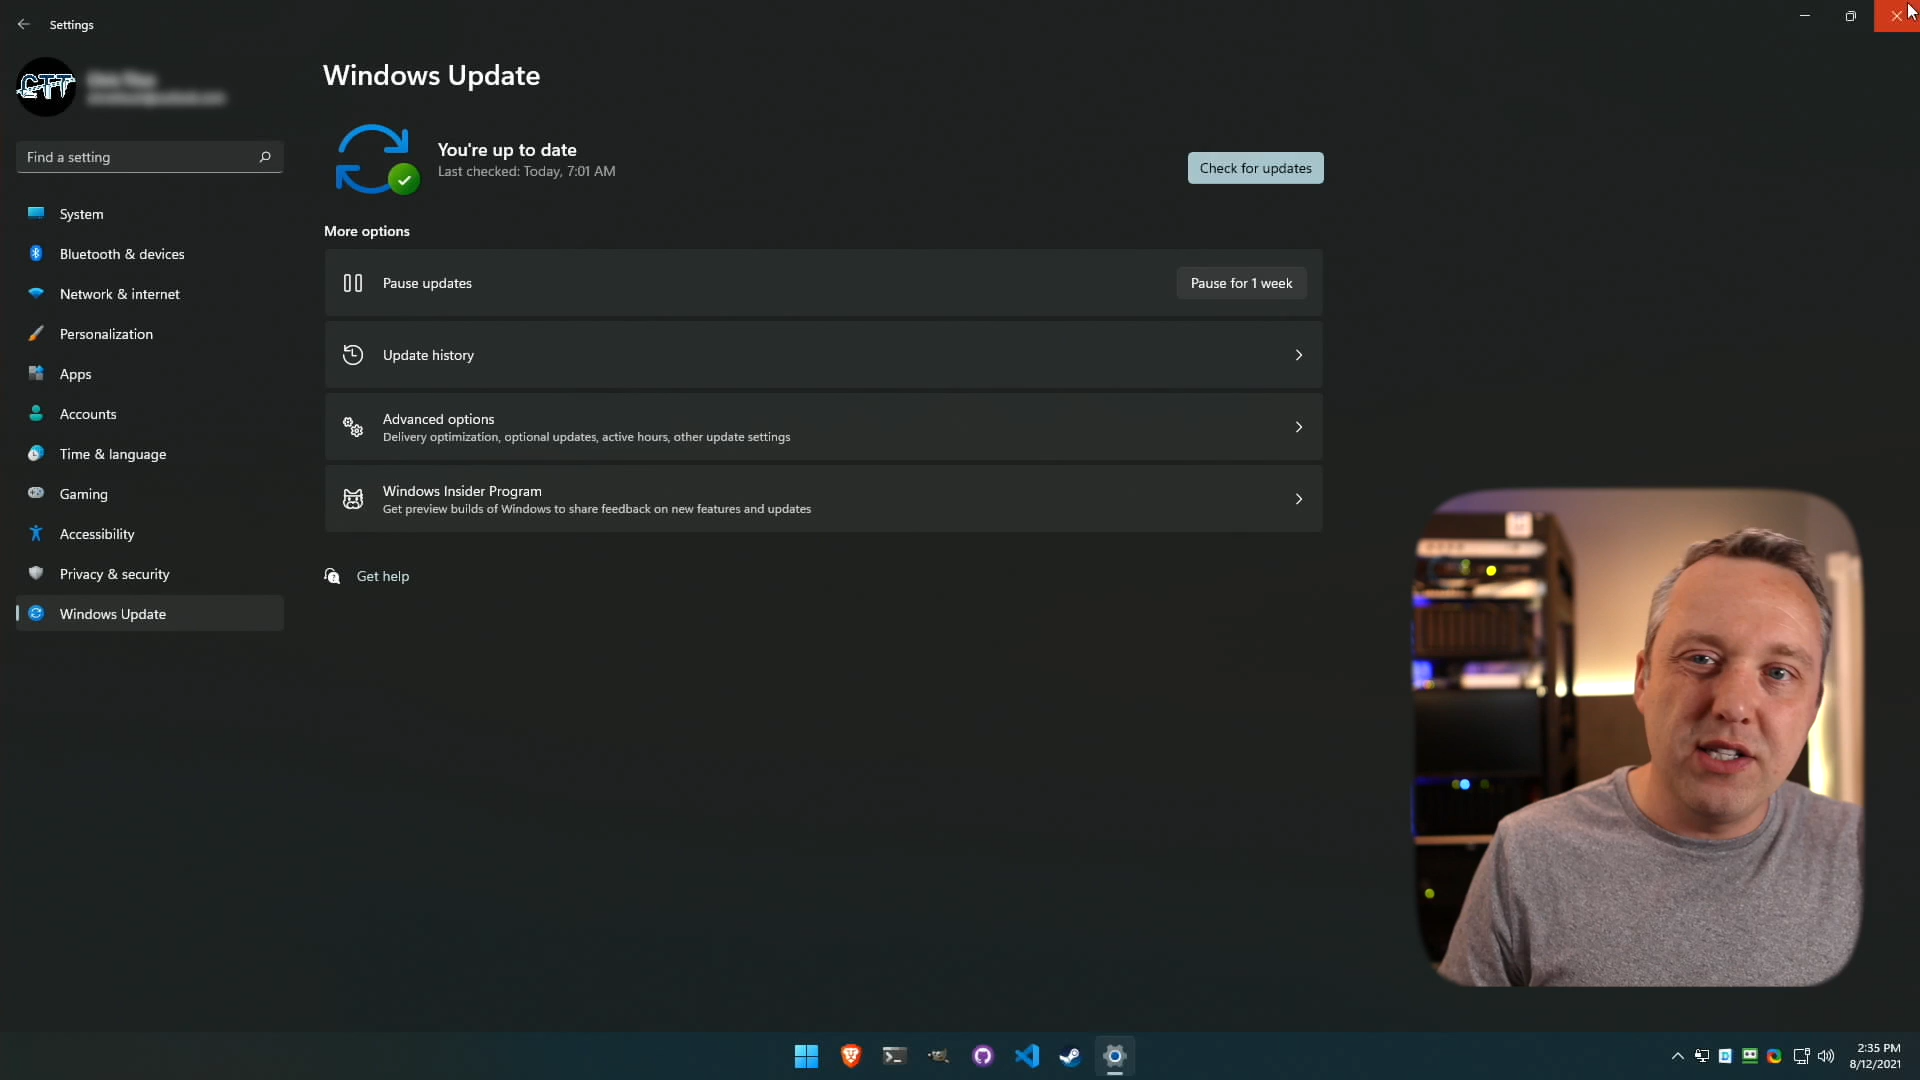 Settings
CTT
Find a setting
System
Bluetooth & devices
Network & internet
Personalization
Apps
Accounts
Time & language
Gaming
Accessibility
Privacy & security
Windows Update
Windows Update
You're up to date
Last checked: Today, 7:01 AM
Check for updates
More options
Pause updates
Pause for 1 week
Update history
Advanced options
Delivery optimization, optional updates, active hours, other update settings
Windows Insider Program
Get preview builds of Windows to share feedback on new features and updates
Get help
2:35 PM
8/12/2021